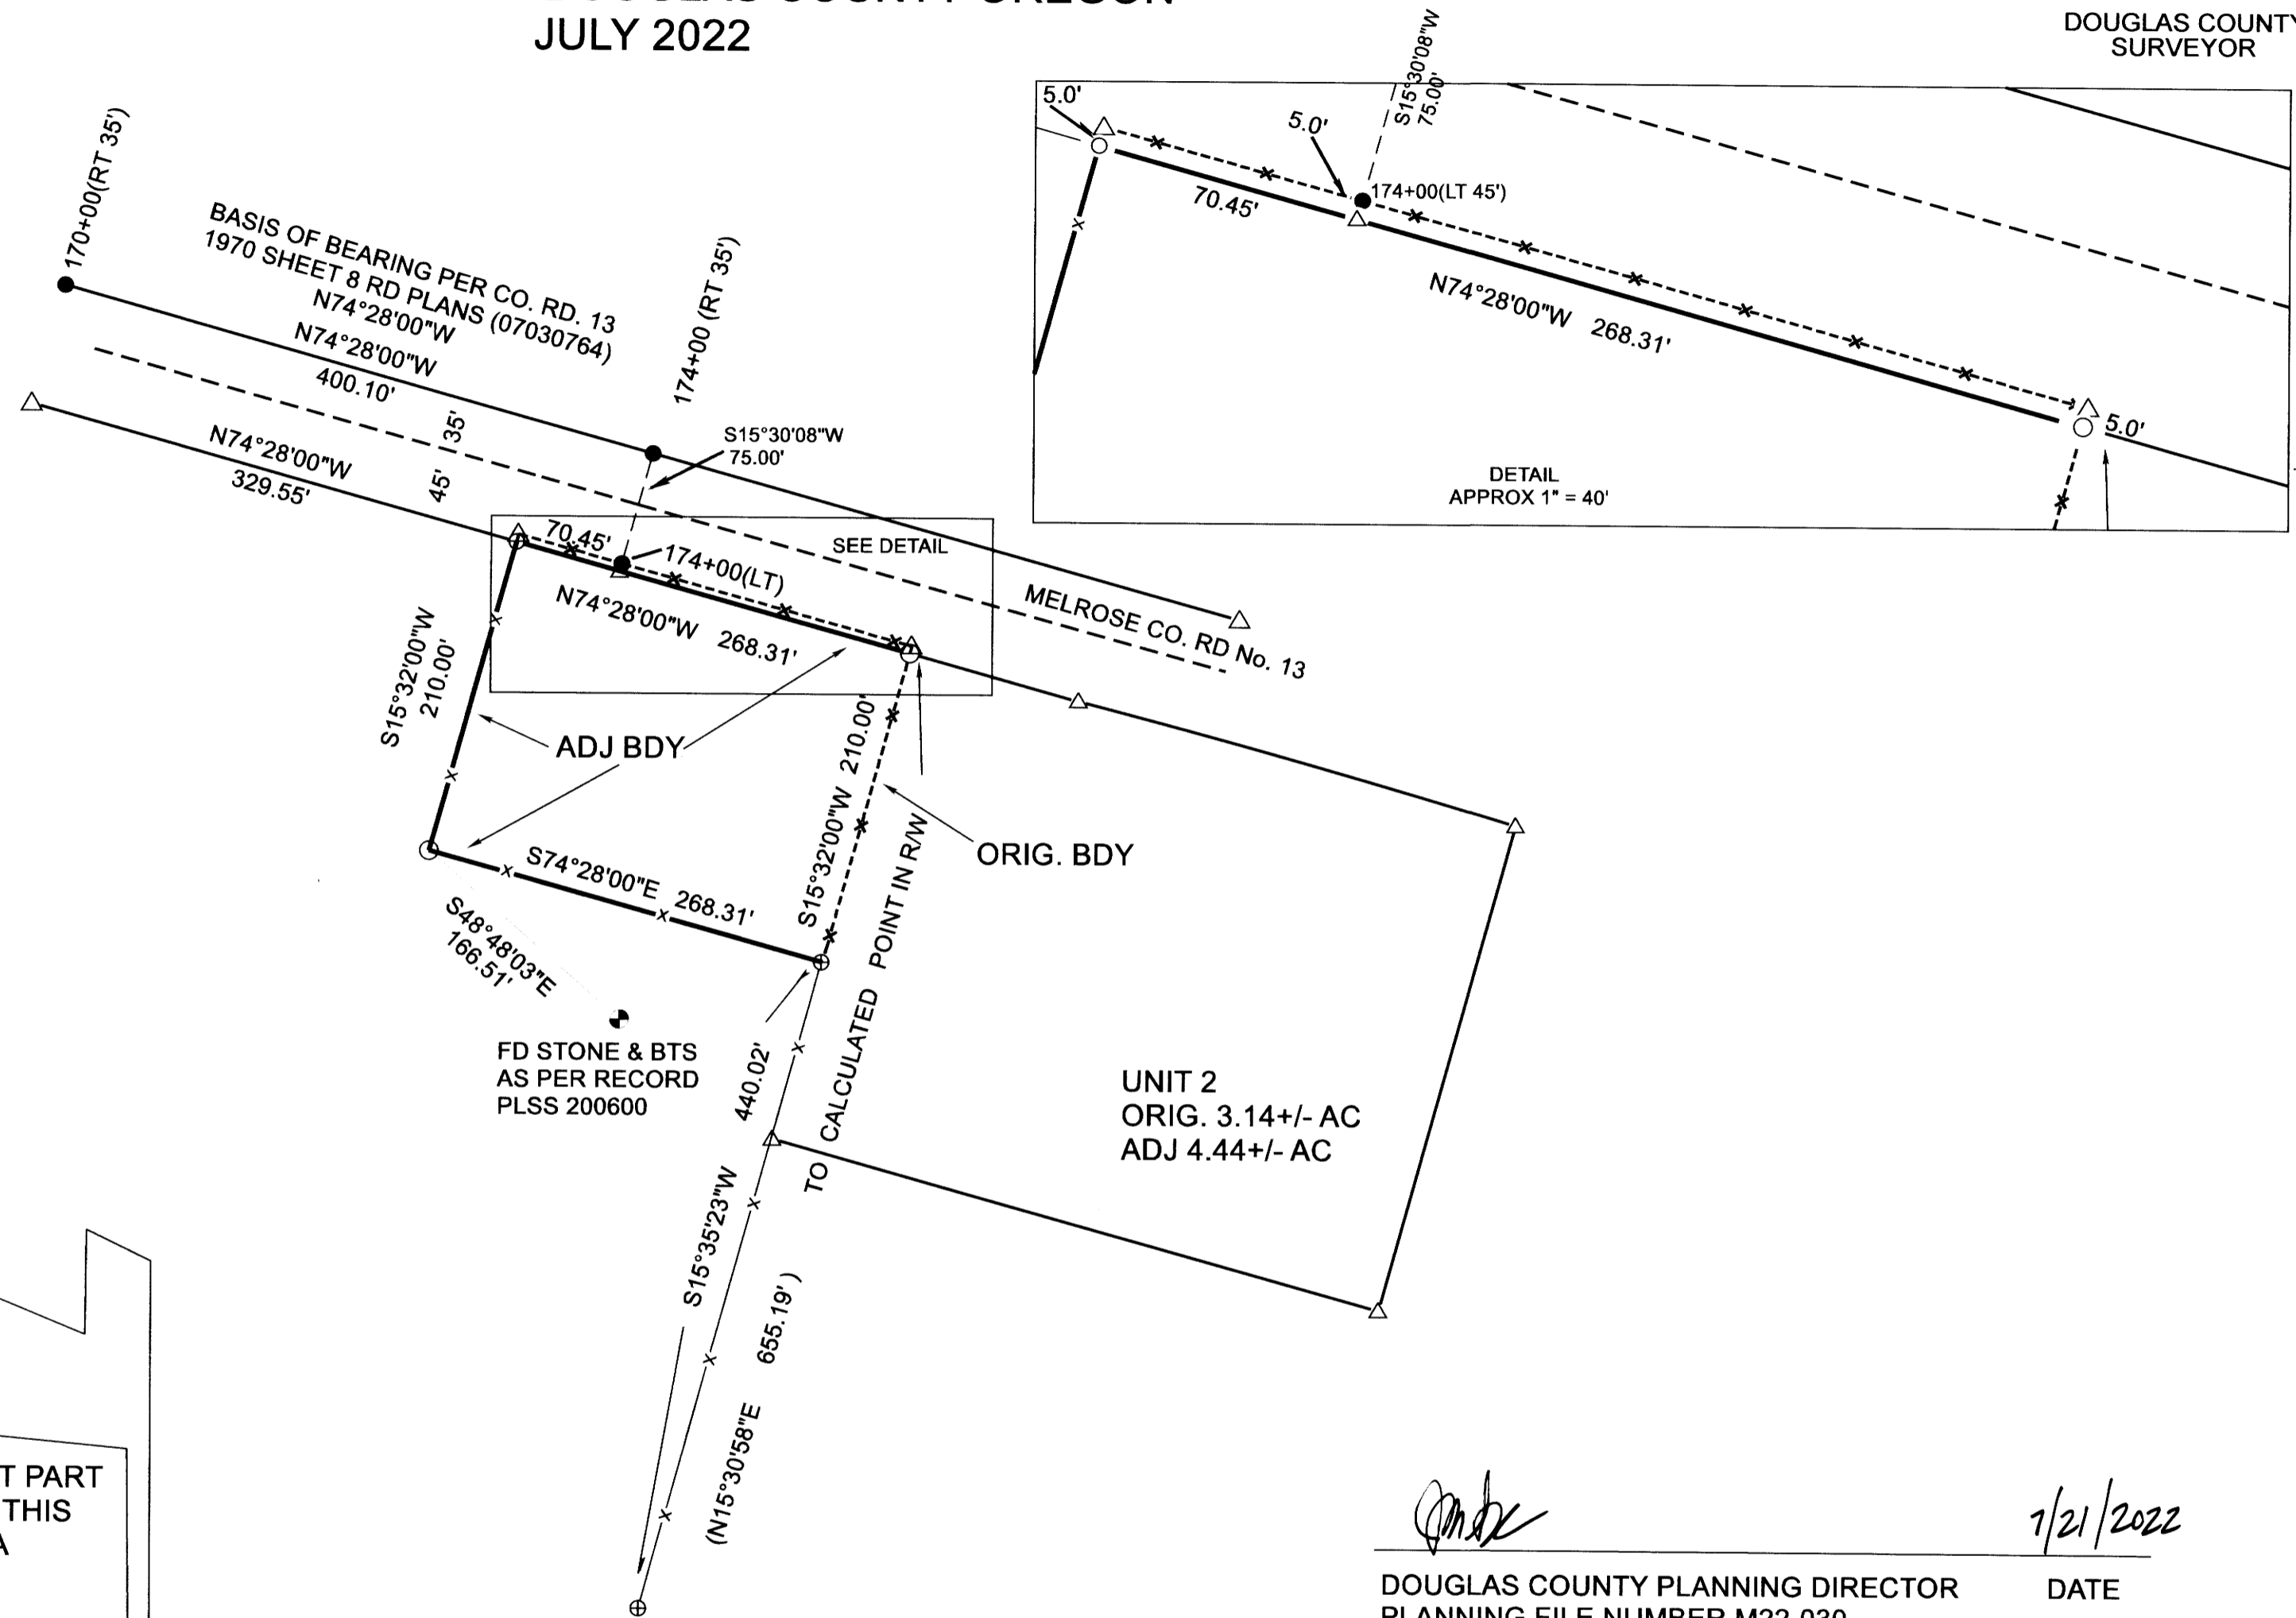 JULY 2022
DOUGLAS COUNTY
SURVEYOR
170+00(RT 35')
BASIS OF BEARING PER CO. RD. 13
1970 SHEET 8 RD PLANS (07030764)
N74°28'00"W
N74°28'00"W
400.10'
174+00 (RT 35')
35'
45'
N74°28'00"W
329.55'
S15°30'08"W
75.00'
5.0'
5.0'
S15°30'08"W
75.00'
174+00(LT 45')
70.45'
N74°28'00"W 268.31'
5.0'
DETAIL
APPROX 1" = 40'
70.45'
SEE DETAIL
174+00(LT)
N74°28'00"W 268.31'
MELROSE CO. RD No. 13
S15°32'00"W
210.00'
ADJ BDY
S15°32'00"W 210.00'
ORIG. BDY
S74°28'00"E 268.31'
S48°48'03"E
166.51'
FD STONE & BTS
AS PER RECORD
PLSS 200600
440.02'
TO CALCULATED POINT IN R/W
UNIT 2
ORIG. 3.14+/- AC
ADJ 4.44+/- AC
S15°35'23"W
(N15°30'58"E 655.19')
T PART
THIS
A
7/21/2022
DOUGLAS COUNTY PLANNING DIRECTOR DATE
PLANNING FILE NUMBER M22-030